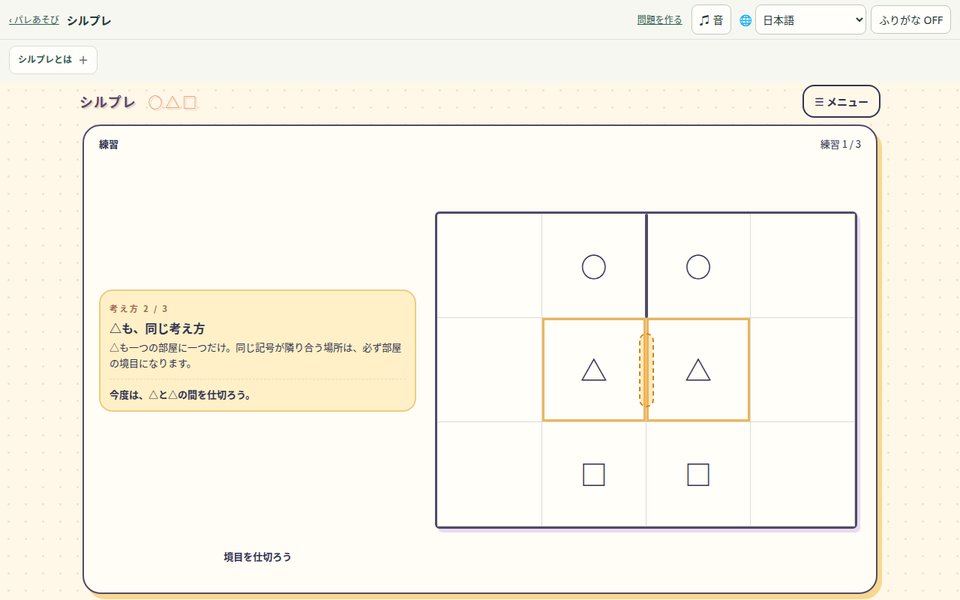 ‹ パレあそび シルプレ 問題を作る ♫ 音 🌐 日本語 ふりがな OFF
シルプレとは ＋
シルプレ ○△□ ☰ メニュー
練習 練習 1 / 3
考え方 2 / 3
△も、同じ考え方
△も一つの部屋に一つだけ。同じ記号が隣り合う場所は、必ず部屋
の境目になります。
今度は、△と△の間を仕切ろう。
境目を仕切ろう